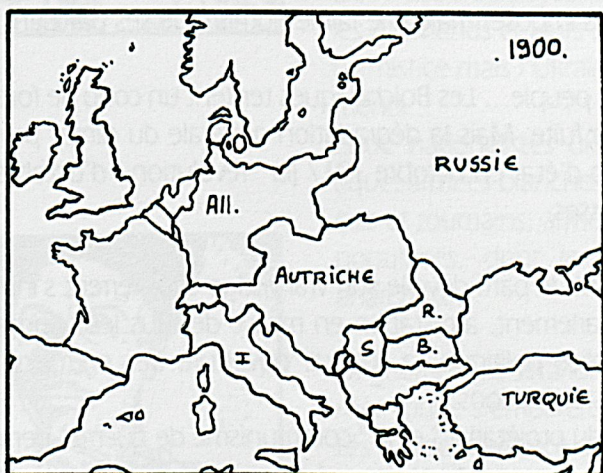 1900.
RUSSIE
All.
AUTRICHE
R.
S
B.
I
TURQUIE